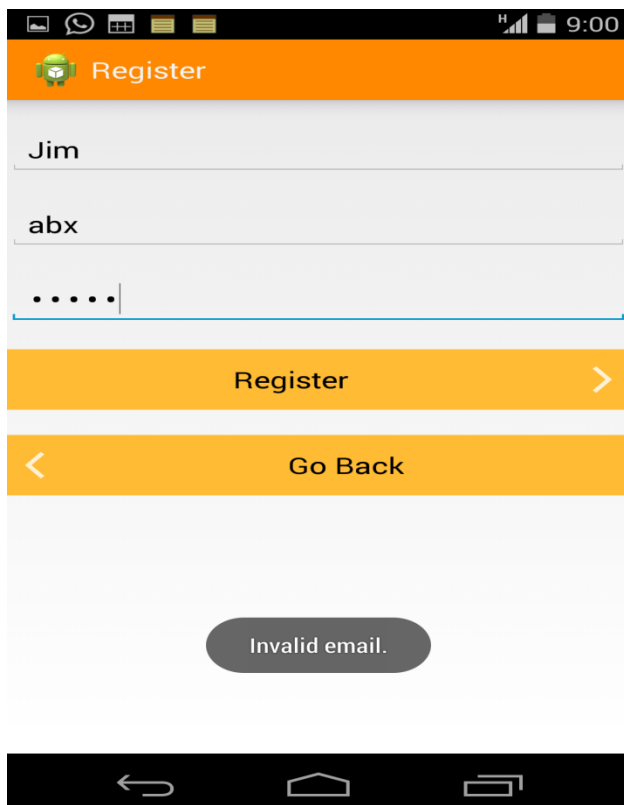 H 9:00
Register
Jim
abx
•••••
Register
Go Back
Invalid email.